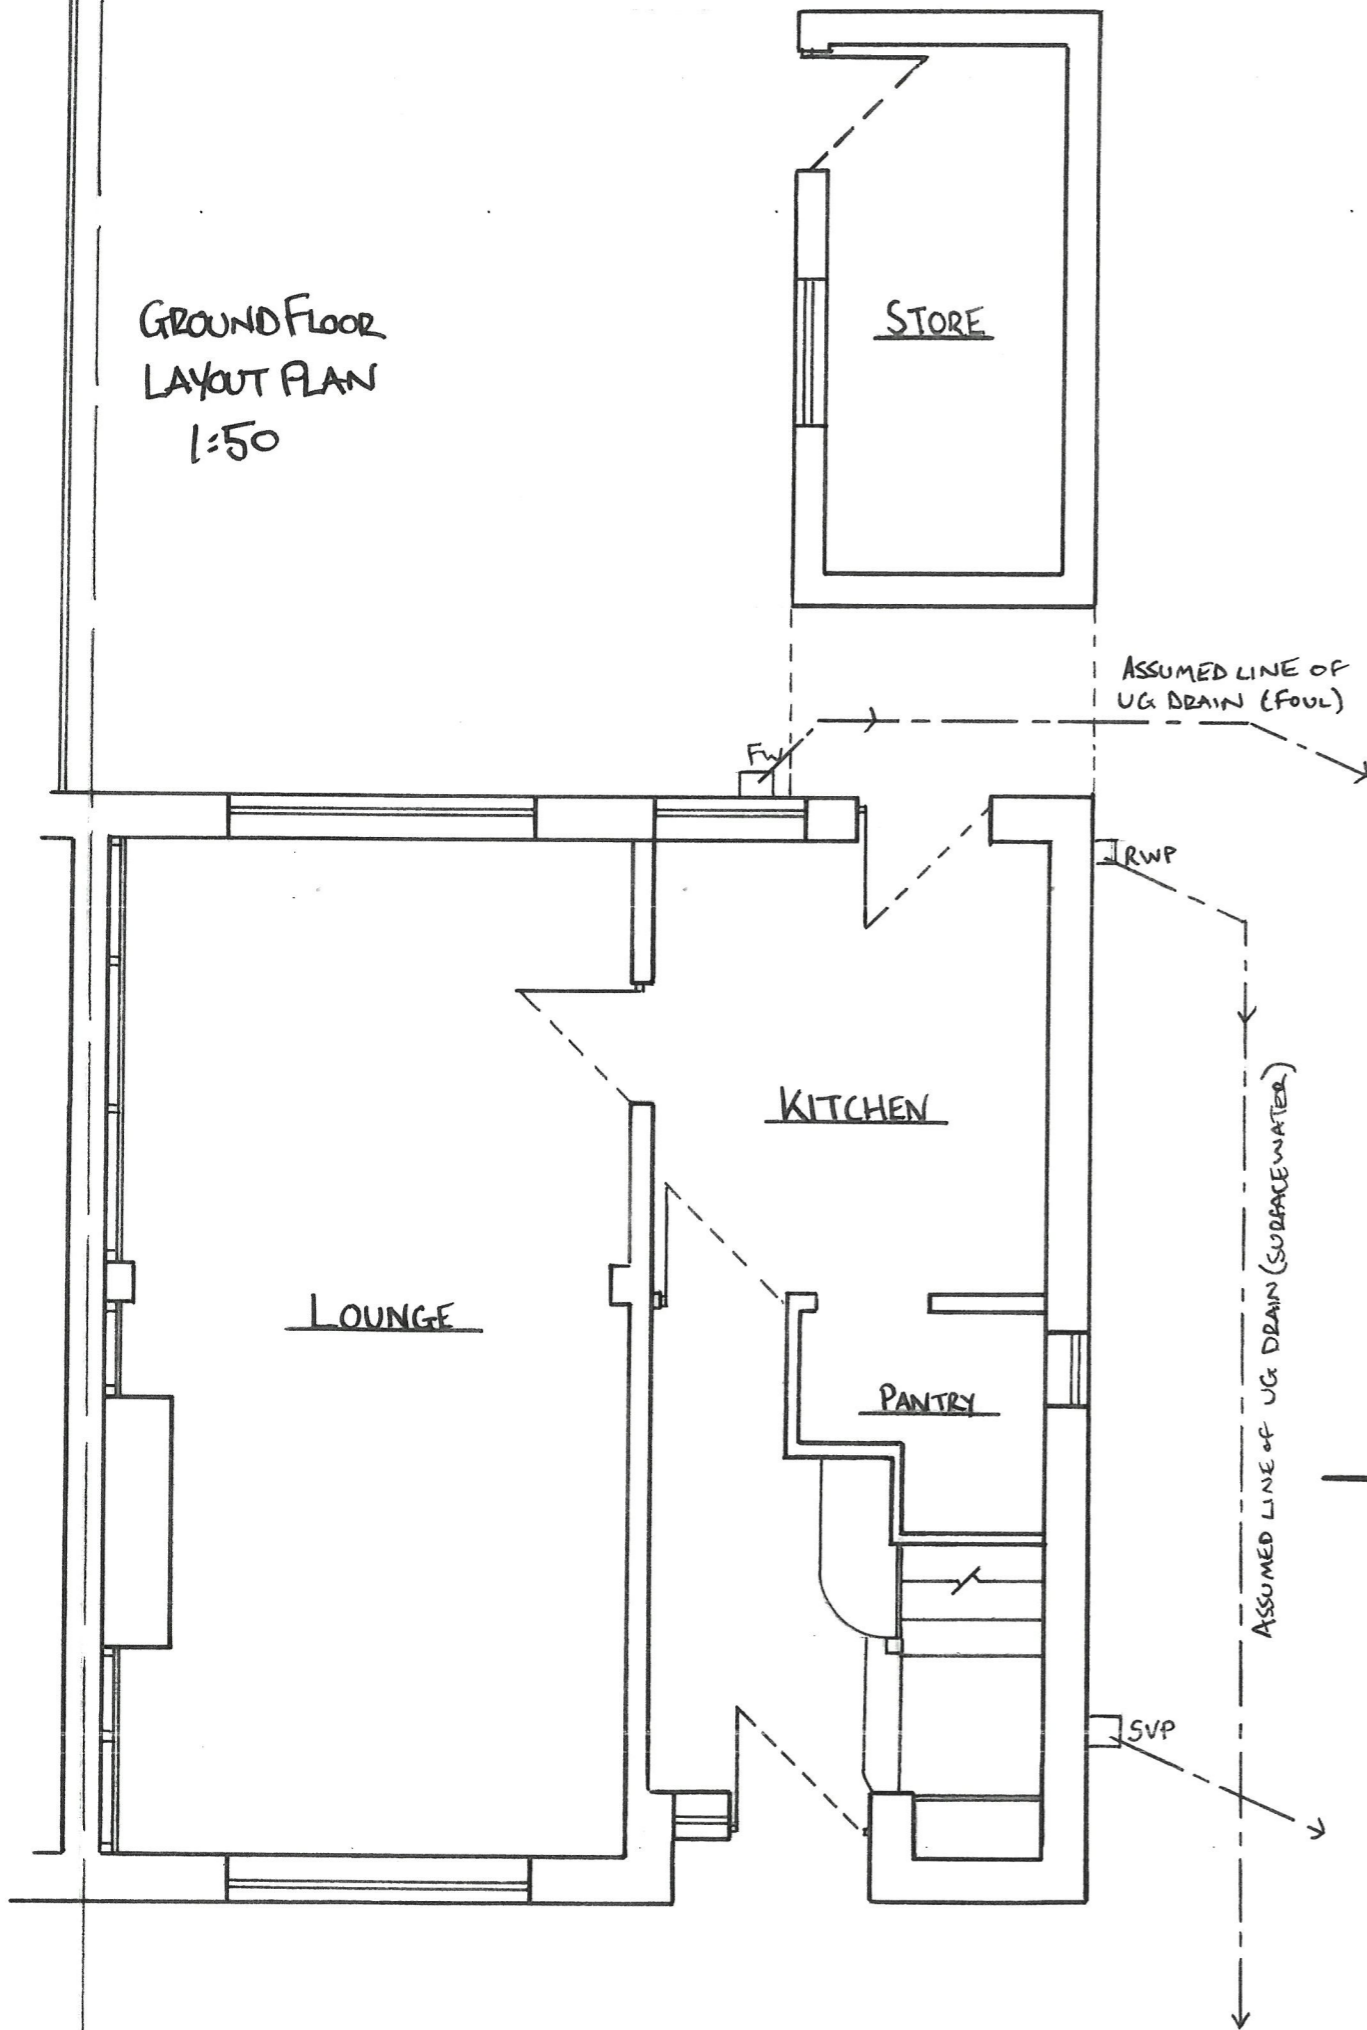 GROUND FLOOR
LAYOUT PLAN
1:50
STORE
ASSUMED LINE OF
UG DRAIN (FOUL)
FW
RWP
KITCHEN
LOUNGE
PANTRY
ASSUMED LINE OF UG DRAIN (SURFACEWATER)
SVP